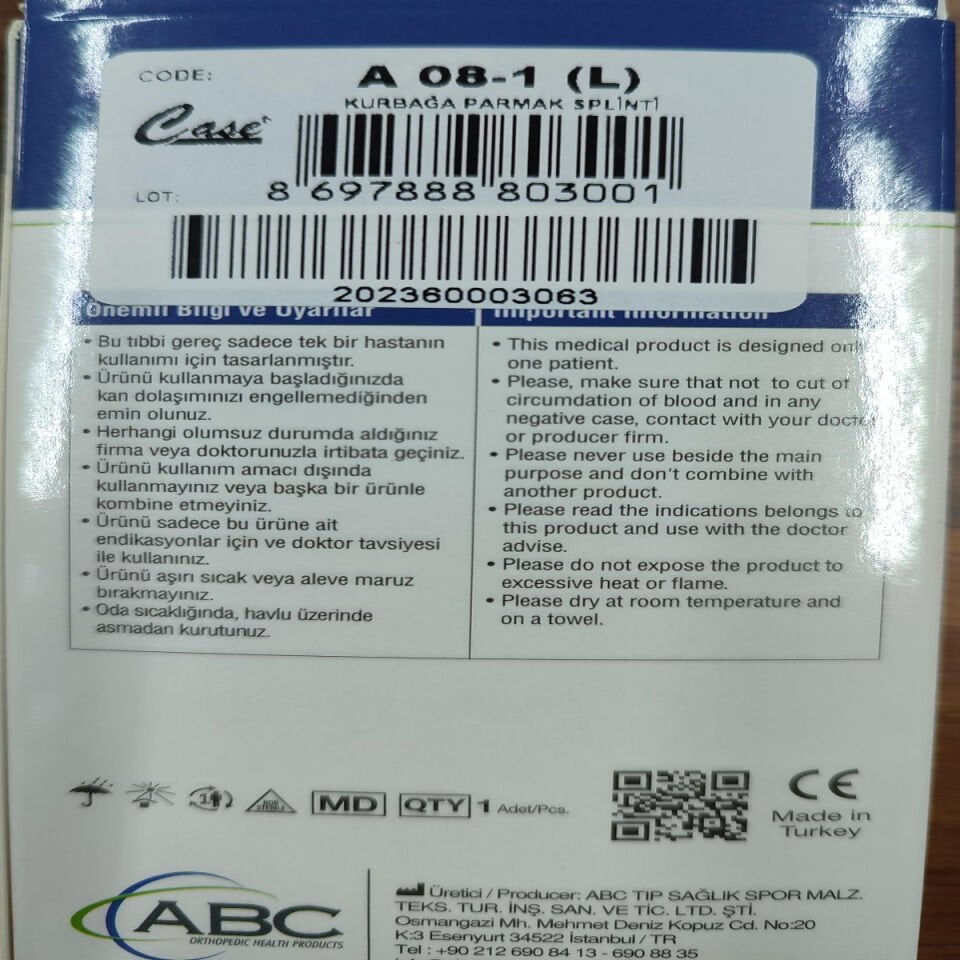 CODE: A 08-1 (L)
KURBAĞA PARMAK SPLİNTİ
Case
8 697888 803001
LOT:
202360003063
Önemli Bilgi ve Uyarılar
• Bu tıbbi gereç sadece tek bir hastanın
kullanımı için tasarlanmıştır.
• Ürünü kullanmaya başladığınızda
kan dolaşımınızı engellemediğinden
emin olunuz.
• Herhangi olumsuz durumda aldığınız
firma veya doktorunuzla irtibata geçiniz.
• Ürünü kullanım amacı dışında
kullanmayınız veya başka bir ürünle
kombine etmeyiniz.
• Ürünü sadece bu ürüne ait
endikasyonlar için ve doktor tavsiyesi
ile kullanınız.
• Ürünü aşırı sıcak veya aleve maruz
bırakmayınız.
• Oda sıcaklığında, havlu üzerinde
asmadan kurutunuz.
Important Information
• This medical product is designed only
one patient.
• Please, make sure that not to cut of
circumdation of blood and in any
negative case, contact with your doctor
or producer firm.
• Please never use beside the main
purpose and don't combine with
another product.
• Please read the indications belongs to
this product and use with the doctor
advise.
• Please do not expose the product to
excessive heat or flame.
• Please dry at room temperature and
on a towel.
1
NON STERILE
MD
QTY 1 Adet/Pcs.
CE
Made in
Turkey
ABC
ORTHOPEDIC HEALTH PRODUCTS
Üretici / Producer: ABC TIP SAĞLIK SPOR MALZ.
TEKS. TUR. İNŞ. SAN. VE TİC. LTD. ŞTİ.
Osmangazi Mh. Mehmet Deniz Kopuz Cd. No:20
K:3 Esenyurt 34522 İstanbul / TR
Tel : +90 212 690 84 13 - 690 88 35